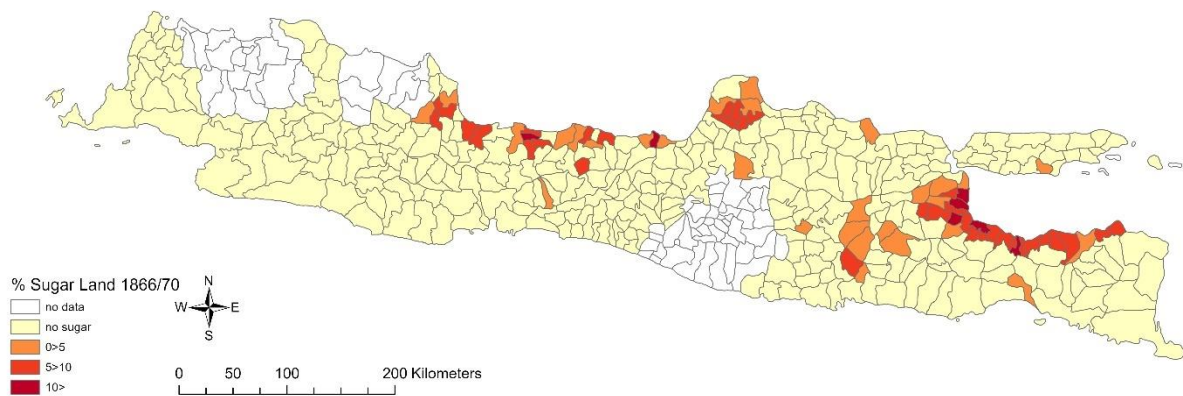 % Sugar Land 1866/70
no data
no sugar
0>5
5>10
10>
N
W E
S
0 50 100 200 Kilometers